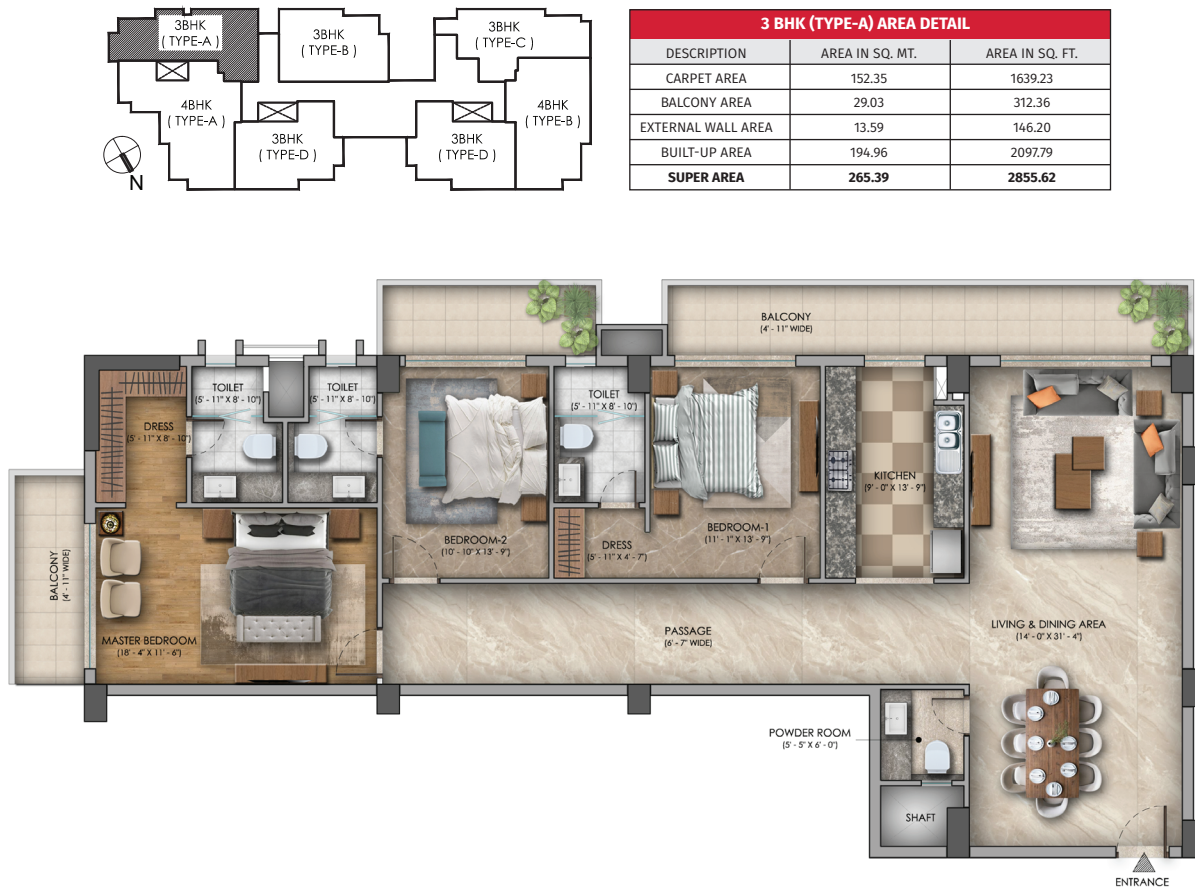 3BHK
( TYPE-A )
3BHK
( TYPE-B )
3BHK
( TYPE-C )
4BHK
( TYPE-A )
3BHK
( TYPE-D )
3BHK
( TYPE-D )
4BHK
( TYPE-B )
N
3 BHK (TYPE-A) AREA DETAIL
DESCRIPTION AREA IN SQ. MT. AREA IN SQ. FT.
CARPET AREA 152.35 1639.23
BALCONY AREA 29.03 312.36
EXTERNAL WALL AREA 13.59 146.20
BUILT-UP AREA 194.96 2097.79
SUPER AREA 265.39 2855.62
BALCONY
(4' - 11" WIDE)
TOILET
(5' - 11" X 8' - 10")
TOILET
(5' - 11" X 8' - 10")
TOILET
(5' - 11" X 8' - 10")
DRESS
(5' - 11" X 8' - 10")
KITCHEN
(9' - 0" X 13' - 9")
BEDROOM-2
(10' - 10" X 13' - 9")
DRESS
(5' - 11" X 4' - 7")
BEDROOM-1
(11' - 1" X 13' - 9")
BALCONY
(4' - 11" WIDE)
MASTER BEDROOM
(18' - 4" X 11' - 6")
PASSAGE
(6' - 7" WIDE)
LIVING & DINING AREA
(14' - 0" X 31' - 4")
POWDER ROOM
(5' - 5" X 6' - 0")
SHAFT
ENTRANCE